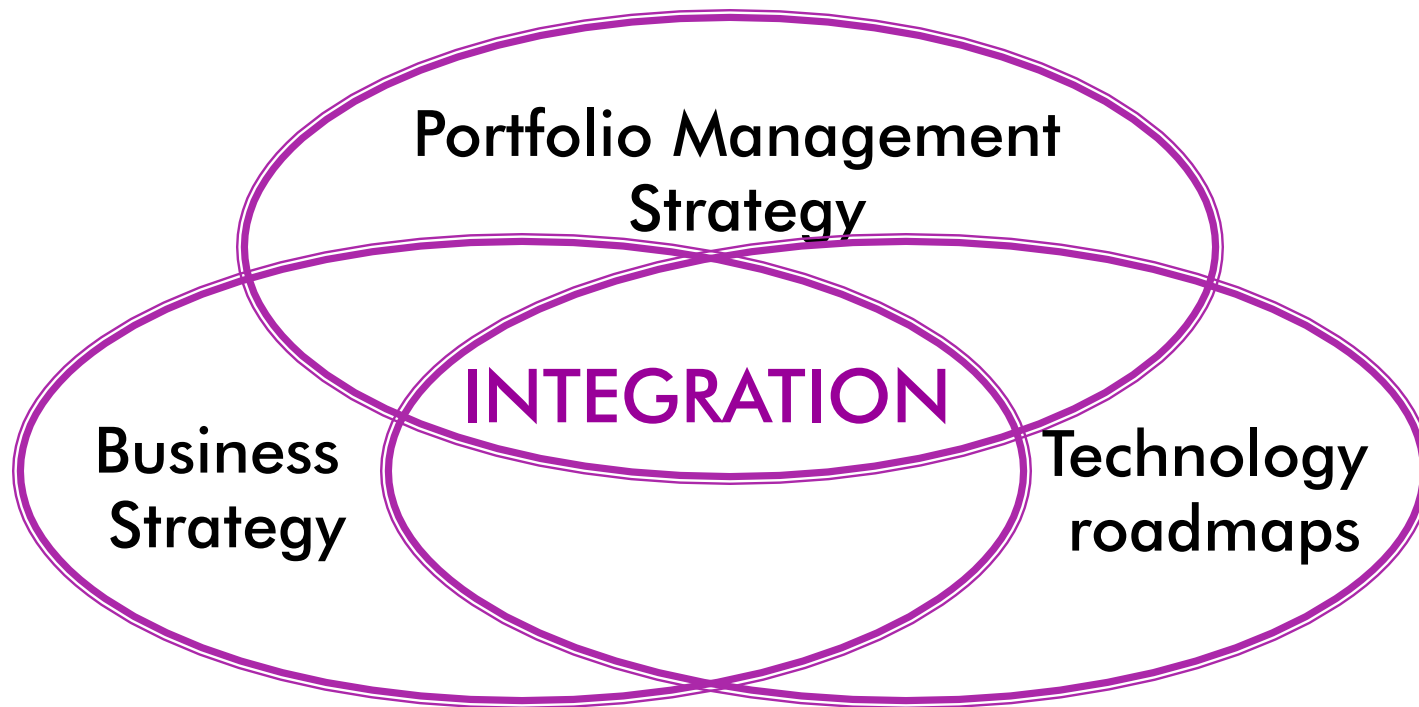 Portfolio Management
Strategy
INTEGRATION
Business
Strategy
Technology
roadmaps